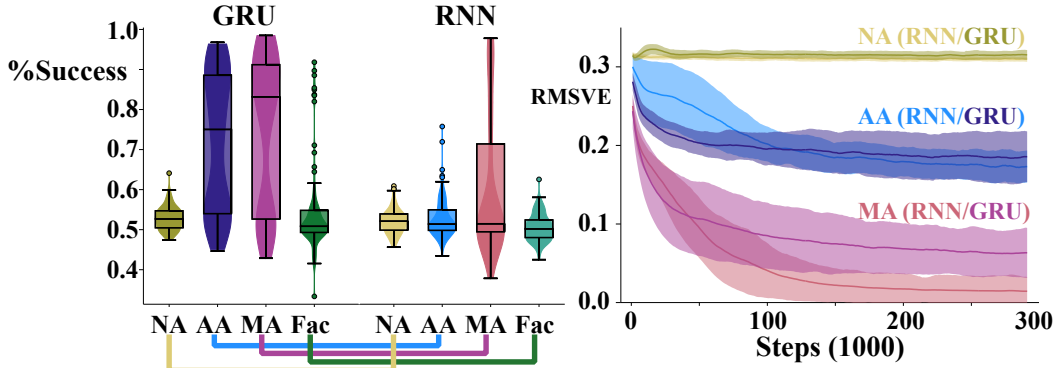 GRU RNN
%Success
1.0
0.9
0.8
0.7
0.6
0.5
0.4
NA AA MA Fac NA AA MA Fac
NA (RNN/GRU)
0.3
RMSVE
AA (RNN/GRU)
0.2
MA (RNN/GRU)
0.1
0.0
0 100 200 300
Steps (1000)